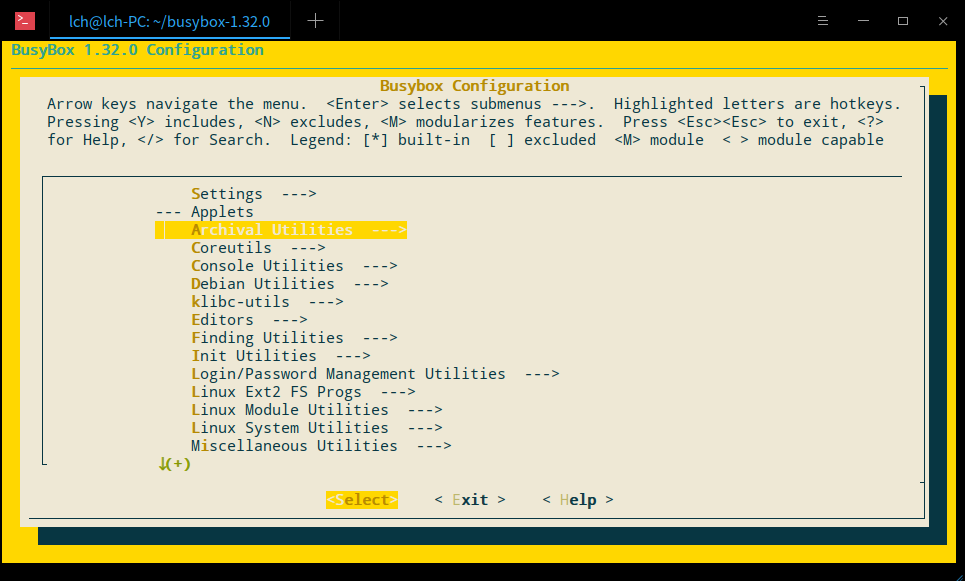 lch@lch-PC: ~/busybox-1.32.0
BusyBox 1.32.0 Configuration
Busybox Configuration
Arrow keys navigate the menu.  <Enter> selects submenus --->.  Highlighted letters are hotkeys.
Pressing <Y> includes, <N> excludes, <M> modularizes features.  Press <Esc><Esc> to exit, <?>
for Help, </> for Search.  Legend: [*] built-in  [ ] excluded  <M> module  < > module capable
Settings  --->
--- Applets
Archival Utilities  --->
Coreutils  --->
Console Utilities  --->
Debian Utilities  --->
klibc-utils  --->
Editors  --->
Finding Utilities  --->
Init Utilities  --->
Login/Password Management Utilities  --->
Linux Ext2 FS Progs  --->
Linux Module Utilities  --->
Linux System Utilities  --->
Miscellaneous Utilities  --->
↓(+)
<Select>    < Exit >    < Help >